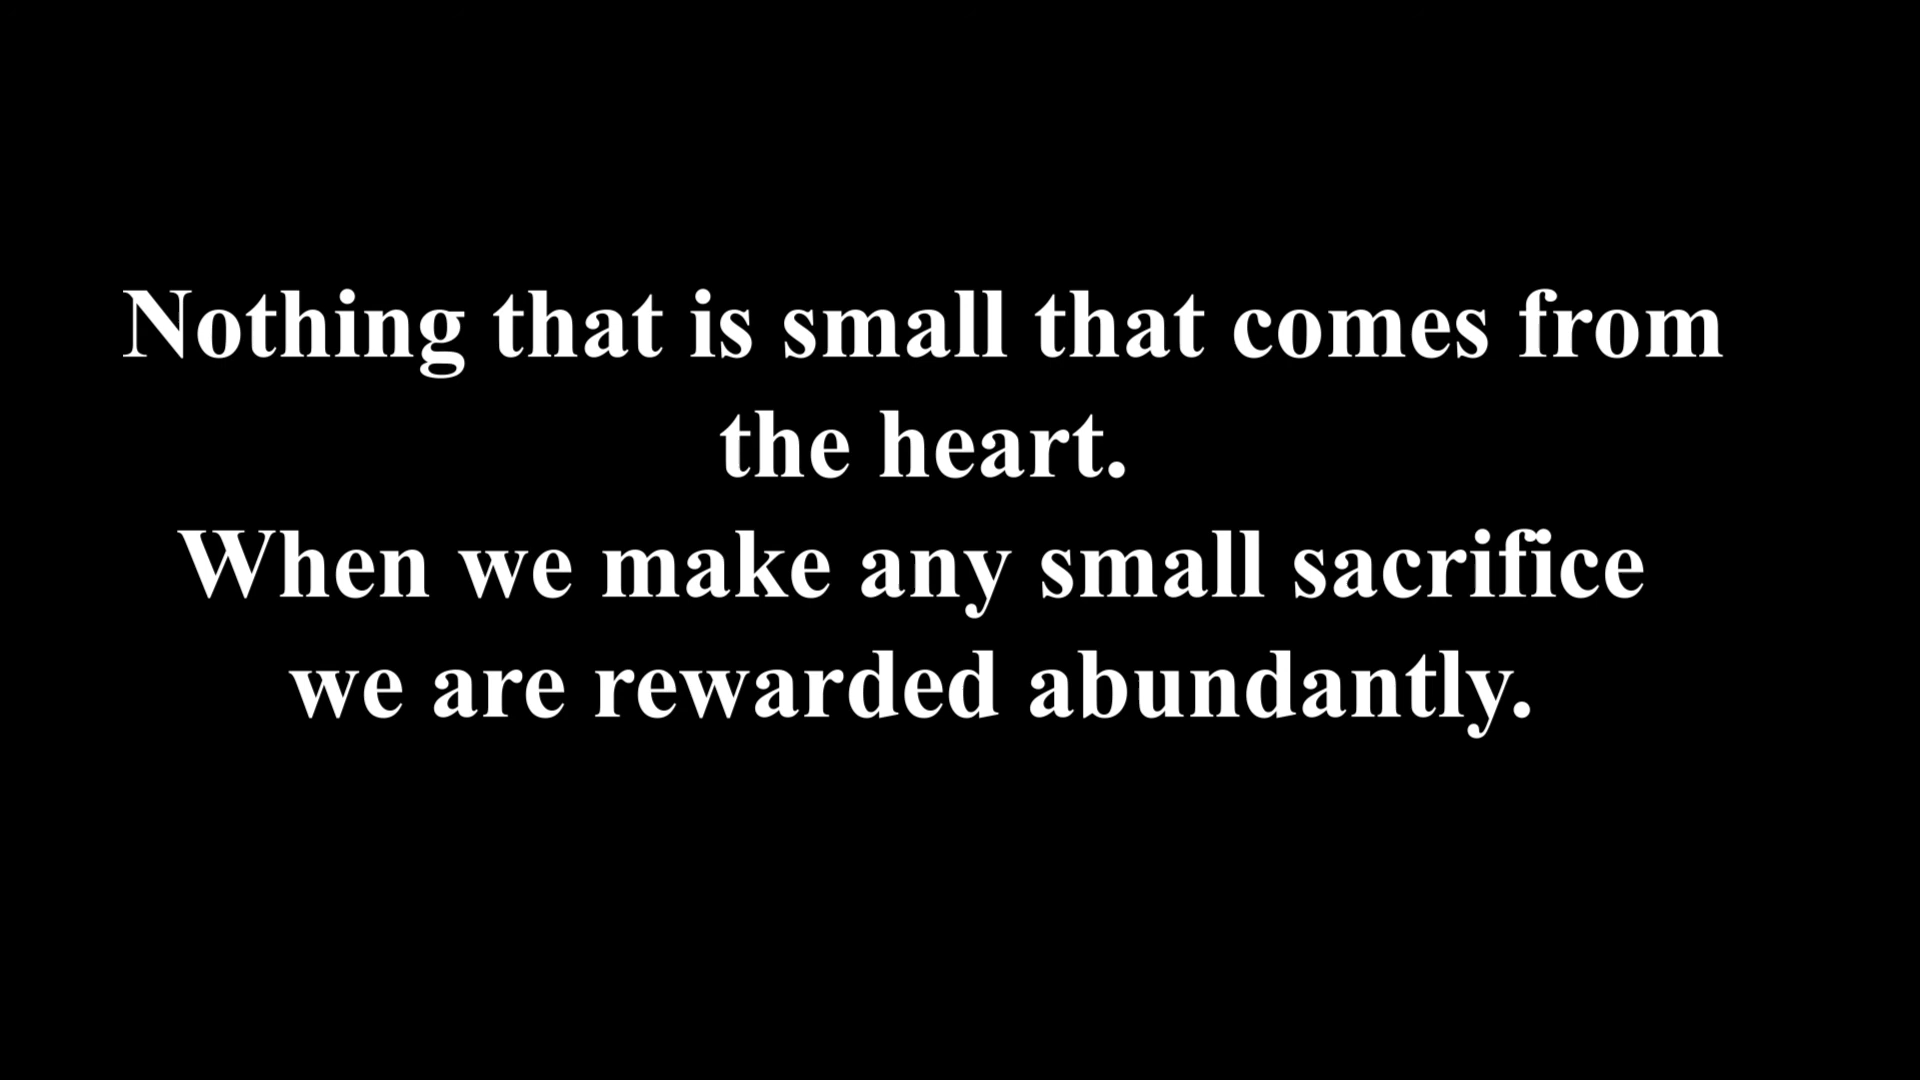 Nothing that is small that comes from
the heart.
When we make any small sacrifice
we are rewarded abundantly.